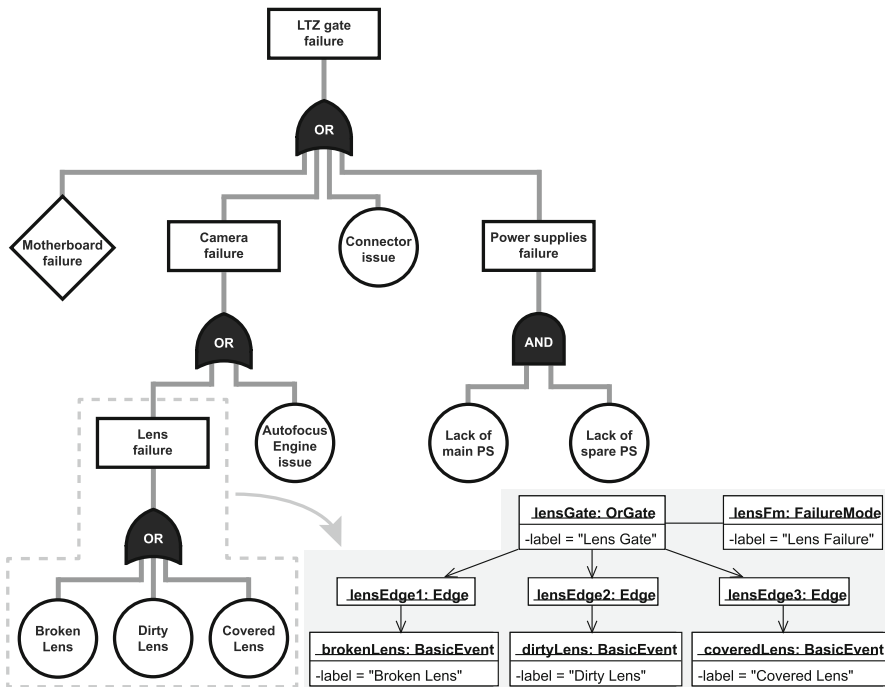 LTZ gate
failure
OR
Motherboard
failure
Camera
failure
Connector
issue
Power supplies
failure
OR
AND
Lens
failure
Autofocus
Engine
issue
Lack of
main PS
Lack of
spare PS
OR
Broken
Lens
Dirty
Lens
Covered
Lens
lensGate: OrGate
-label = "Lens Gate"
lensFm: FailureMode
-label = "Lens Failure"
lensEdge1: Edge
lensEdge2: Edge
lensEdge3: Edge
brokenLens: BasicEvent
-label = "Broken Lens"
dirtyLens: BasicEvent
-label = "Dirty Lens"
coveredLens: BasicEvent
-label = "Covered Lens"